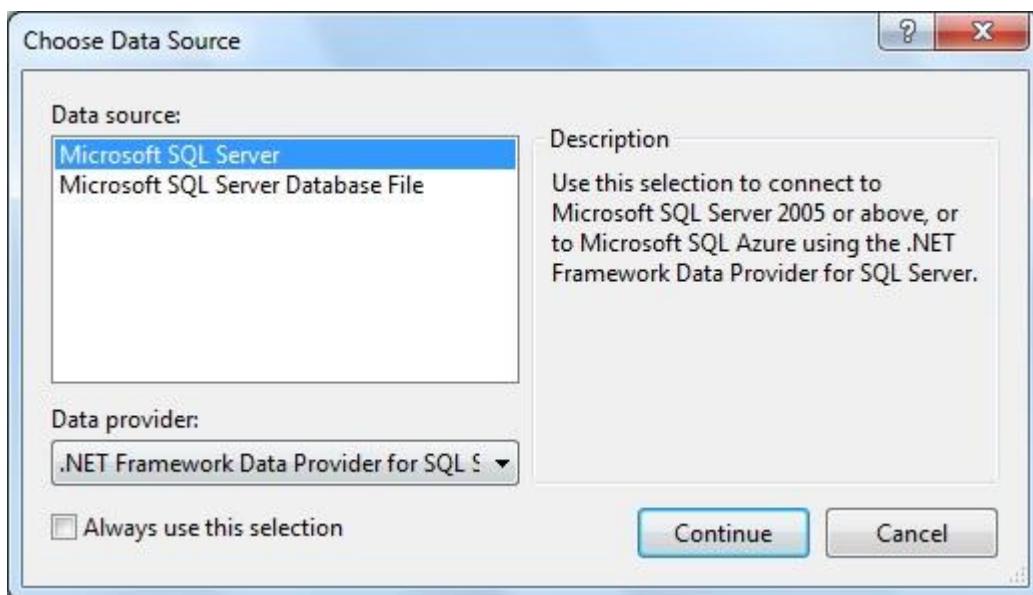 Choose Data Source
Data source:
Microsoft SQL Server
Microsoft SQL Server Database File
Description
Use this selection to connect to
Microsoft SQL Server 2005 or above, or
to Microsoft SQL Azure using the .NET
Framework Data Provider for SQL Server.
Data provider:
.NET Framework Data Provider for SQL S
Always use this selection
Continue
Cancel